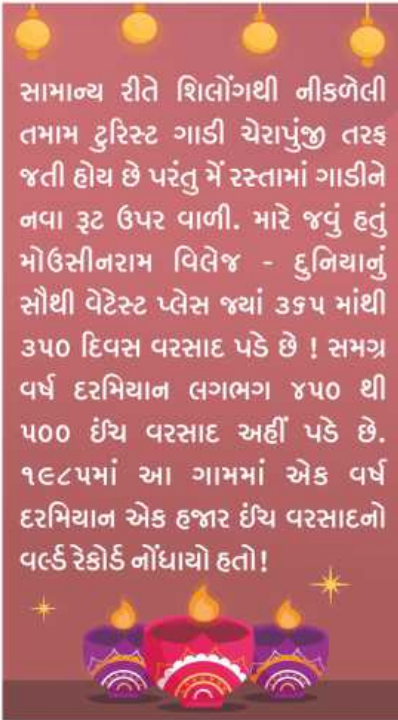 સામાન્ય રીતે શિલોંગથી નીકળેલી
તમામ ટુરિસ્ટ ગાડી ચેરાપુંજી તરફ
જતી હોય છે પરંતુ મેં રસ્તામાં ગાડીને
નવા રૂટ ઉપર વાળી. મારે જવું હતું
મોઉસીનરામ વિલેજ - દુનિયાનું
સૌથી વેટેસ્ટ પ્લેસ જ્યાં ૩૬૫ માંથી
૩૫૦ દિવસ વરસાદ પડે છે ! સમગ્ર
વર્ષ દરમિયાન લગભગ ૪૫૦ થી
૫૦૦ ઈંચ વરસાદ અહીં પડે છે.
૧૯૮૫માં આ ગામમાં એક વર્ષ
દરમિયાન એક હજાર ઈંચ વરસાદનો
વર્લ્ડ રેકોર્ડ નોંધાયો હતો!